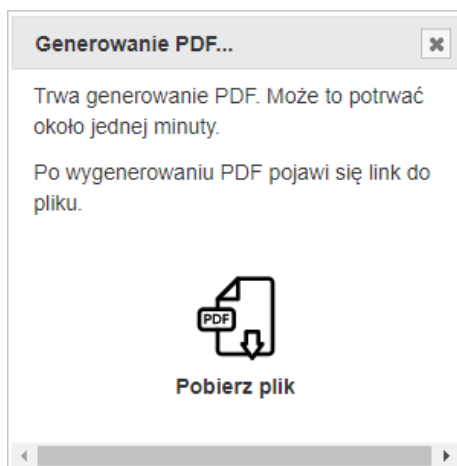 Generowanie PDF...
Trwa generowanie PDF. Może to potrwać
około jednej minuty.
Po wygenerowaniu PDF pojawi się link do
pliku.
PDF
Pobierz plik